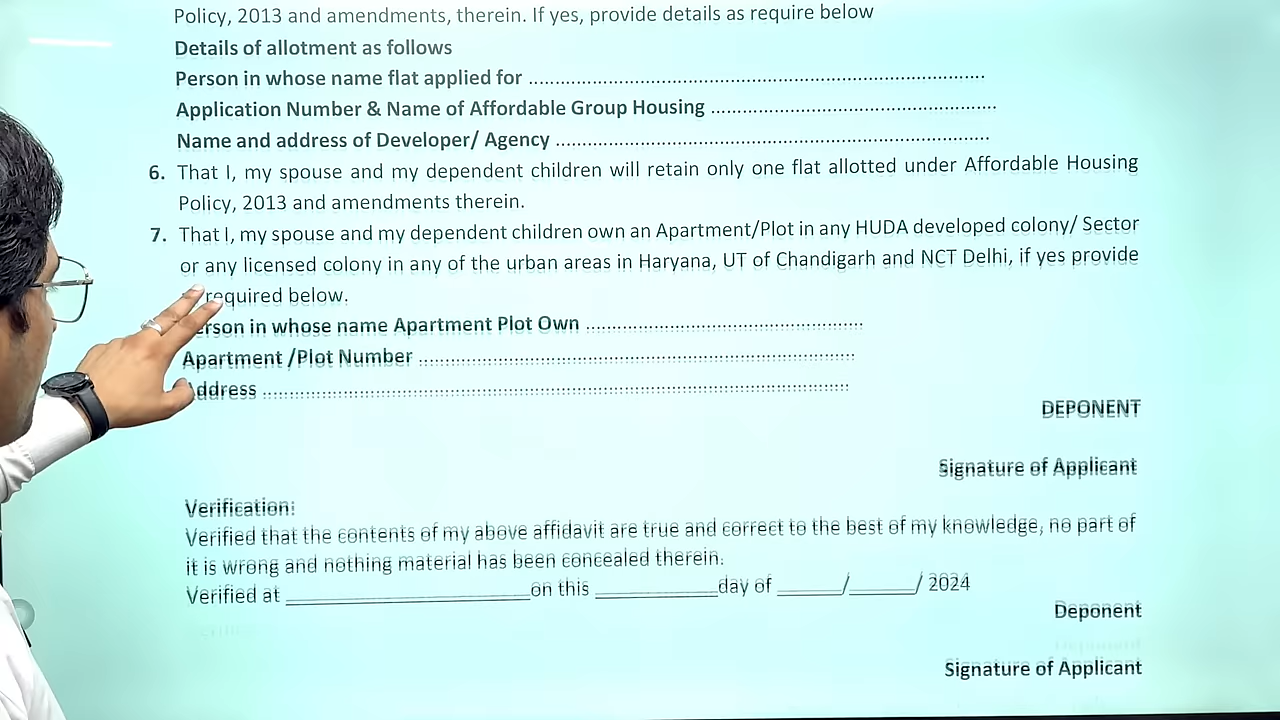 Policy, 2013 and amendments, therein. If yes, provide details as require below
Details of allotment as follows
Person in whose name flat applied for ........................................................................................
Application Number & Name of Affordable Group Housing .......................................................
Name and address of Developer/ Agency ...................................................................................
6. That I, my spouse and my dependent children will retain only one flat allotted under Affordable Housing
Policy, 2013 and amendments therein.
7. That I, my spouse and my dependent children own an Apartment/Plot in any HUDA developed colony/ Sector
or any licensed colony in any of the urban areas in Haryana, UT of Chandigarh and NCT Delhi, if yes provide
required below.
in whose name Apartment Plot Own .....................................................
Apartment /Plot Number ....................................................................................
Address .................................................................................................................
DEPONENT
Signature of Applicant
Verification:
Verified that the contents of my above affidavit are true and correct to the best of my knowledge, no part of
it is wrong and nothing material has been concealed therein.
Verified at ________________________on this ____________day of ______/______/ 2024
Deponent
Signature of Applicant